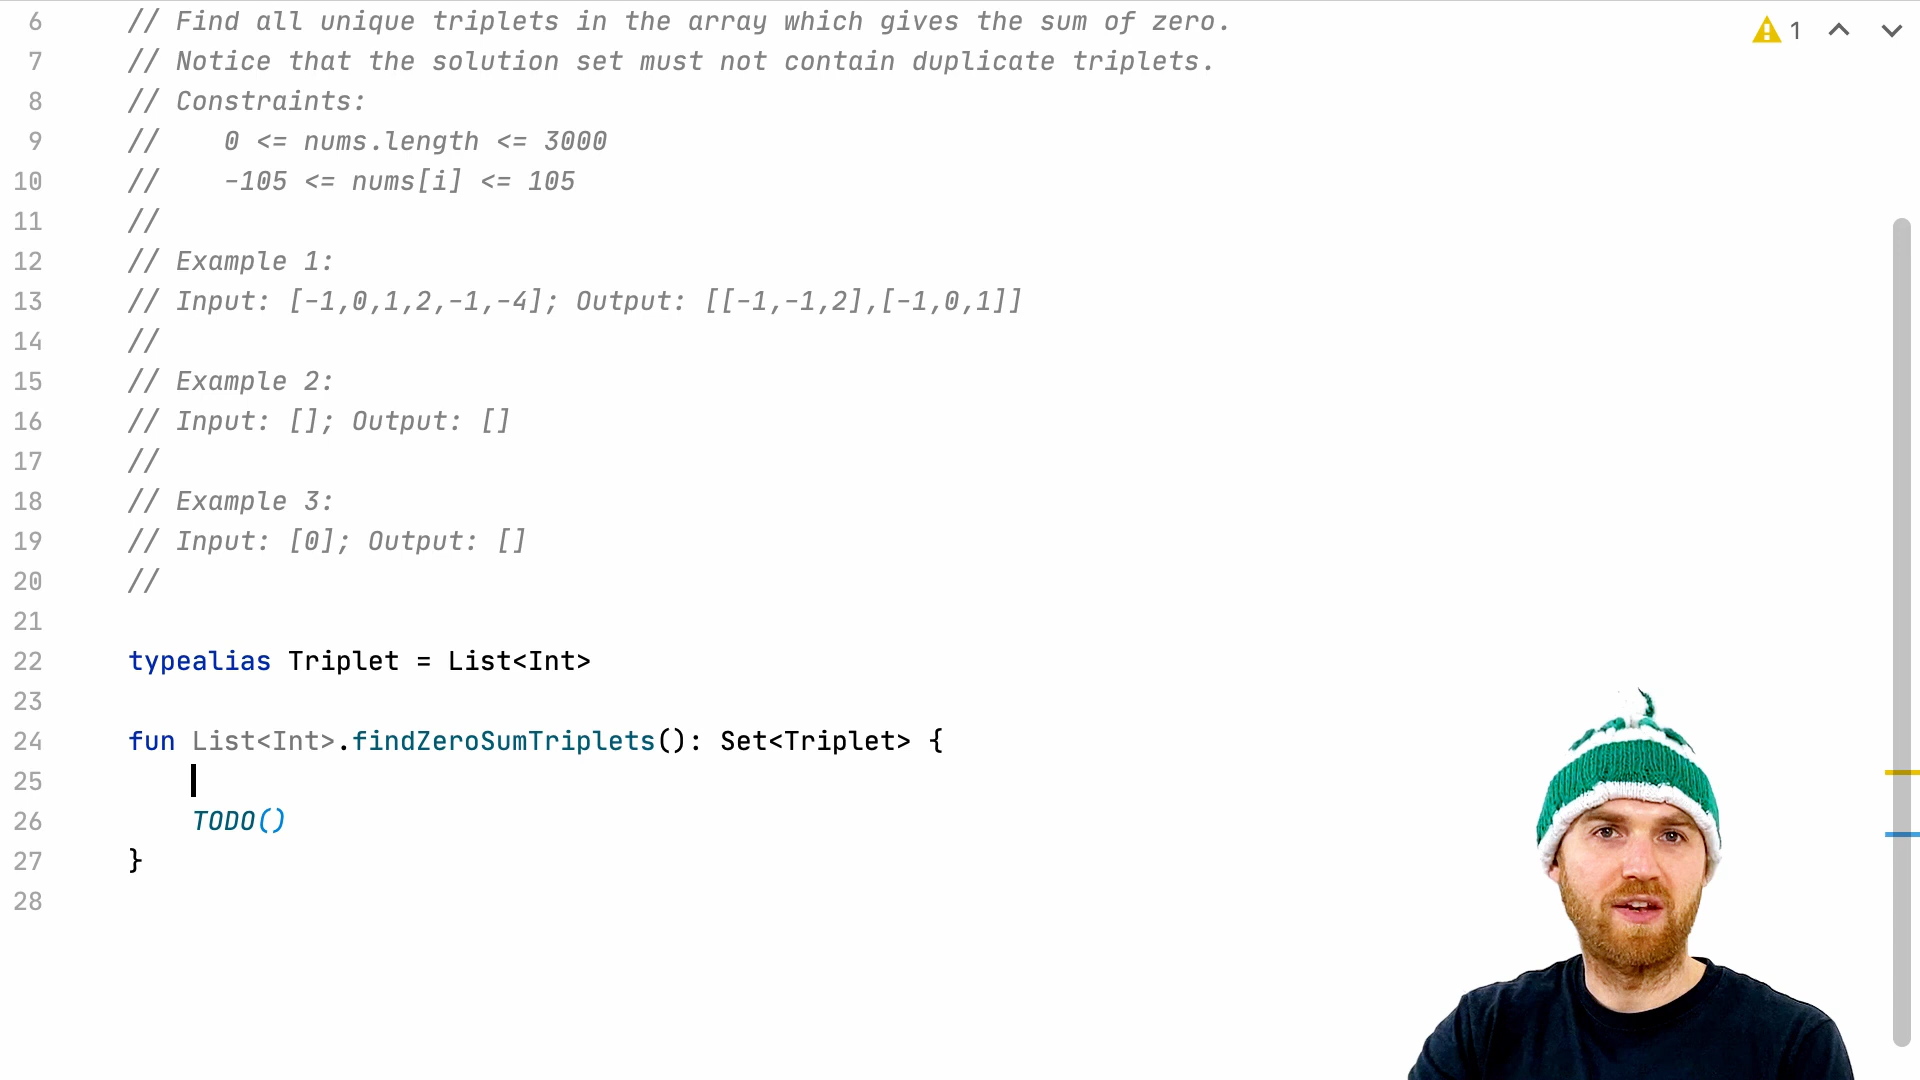 6 // Find all unique triplets in the array which gives the sum of zero.
1
7 // Notice that the solution set must not contain duplicate triplets.
8 // Constraints:
9 //    0 <= nums.length <= 3000
10 //    -105 <= nums[i] <= 105
11 //
12 // Example 1:
13 // Input: [-1,0,1,2,-1,-4]; Output: [[-1,-1,2],[-1,0,1]]
14 //
15 // Example 2:
16 // Input: []; Output: []
17 //
18 // Example 3:
19 // Input: [0]; Output: []
20 //
21
22 typealias Triplet = List<Int>
23
24 fun List<Int>.findZeroSumTriplets(): Set<Triplet> {
25
26     TODO()
27 }
28